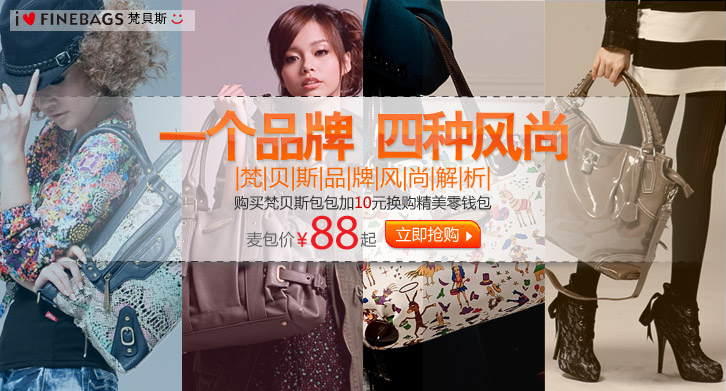 i♥FINEBAGS 梵贝斯
一个品牌 四种风尚
|梵|贝|斯|品|牌|风|尚|解|析|
购买梵贝斯包包加10元换购精美零钱包
麦包价¥88起 立即抢购